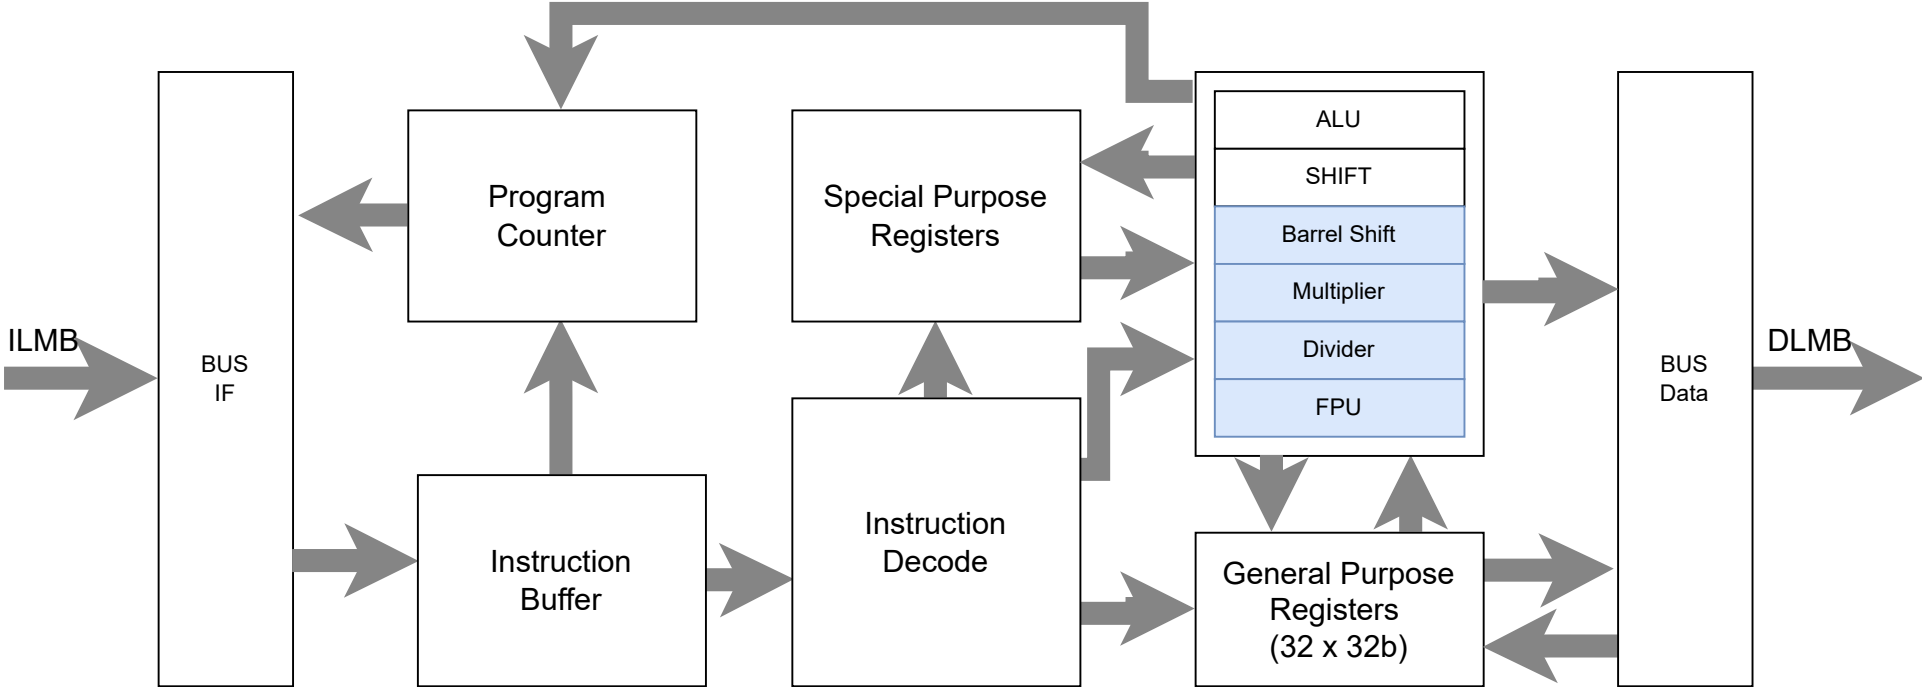 ILMB
BUS
IF
Program
Counter
Instruction
Buffer
Special Purpose
Registers
Instruction
Decode
ALU
SHIFT
Barrel Shift
Multiplier
Divider
FPU
General Purpose
Registers
(32 x 32b)
BUS
Data
DLMB